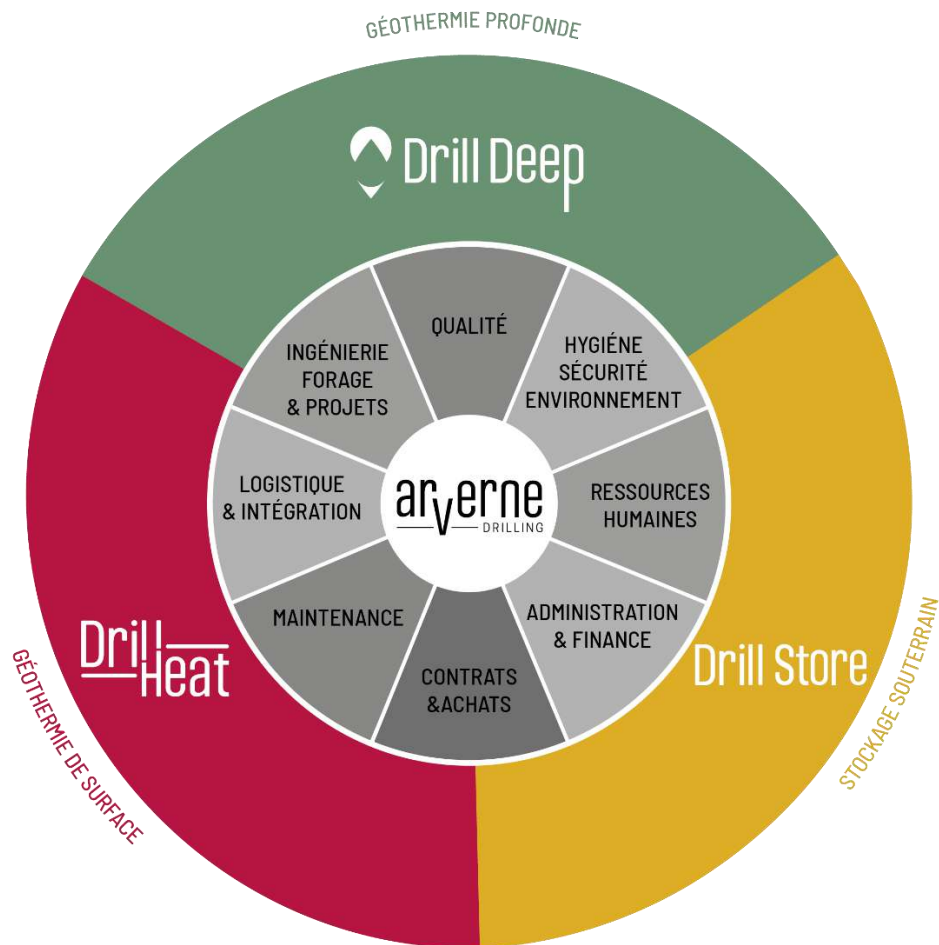 GÉOTHERMIE PROFONDE
Drill Deep
QUALITÉ
HYGIÉNE
SÉCURITÉ
ENVIRONNEMENT
RESSOURCES
HUMAINES
ADMINISTRATION
& FINANCE
CONTRATS
&ACHATS
MAINTENANCE
LOGISTIQUE
& INTÉGRATION
INGÉNIERIE
FORAGE
& PROJETS
arverne
DRILLING
Drill
Heat
GÉOTHERMIE DE SURFACE
Drill Store
STOCKAGE SOUTERRAIN